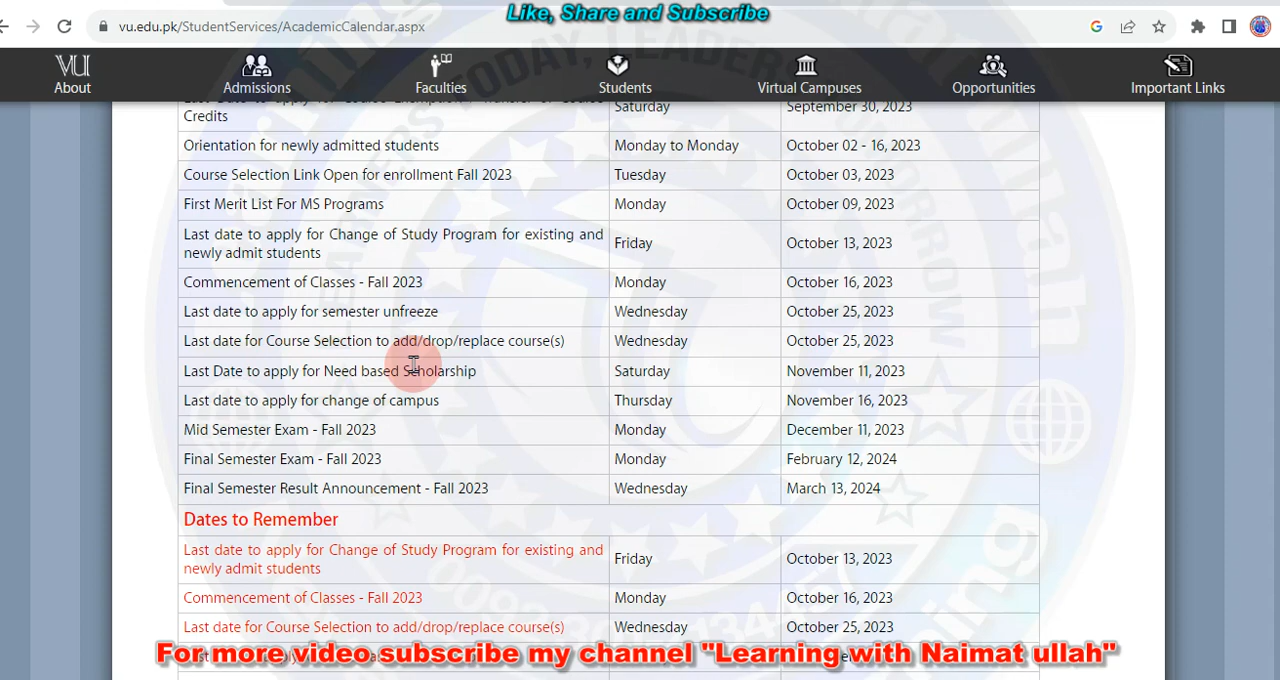 Like, Share and Subscribe
vu.edu.pk/StudentServices/AcademicCalendar.aspx
VU
About Admissions Faculties Students Virtual Campuses Opportunities Important Links
Last Date to apply for Course Exemption / Transfer of Course Saturday September 30, 2023
Credits
Orientation for newly admitted students Monday to Monday October 02 - 16, 2023
Course Selection Link Open for enrollment Fall 2023 Tuesday October 03, 2023
First Merit List For MS Programs Monday October 09, 2023
Last date to apply for Change of Study Program for existing and
newly admit students Friday October 13, 2023
Commencement of Classes - Fall 2023 Monday October 16, 2023
Last date to apply for semester unfreeze Wednesday October 25, 2023
Last date for Course Selection to add/drop/replace course(s) Wednesday October 25, 2023
Last Date to apply for Need based Scholarship Saturday November 11, 2023
Last date to apply for change of campus Thursday November 16, 2023
Mid Semester Exam - Fall 2023 Monday December 11, 2023
Final Semester Exam - Fall 2023 Monday February 12, 2024
Final Semester Result Announcement - Fall 2023 Wednesday March 13, 2024
Dates to Remember
Last date to apply for Change of Study Program for existing and
newly admit students Friday October 13, 2023
Commencement of Classes - Fall 2023 Monday October 16, 2023
Last date for Course Selection to add/drop/replace course(s) Wednesday October 25, 2023
For more video subscribe my channel "Learning with Naimat ullah"